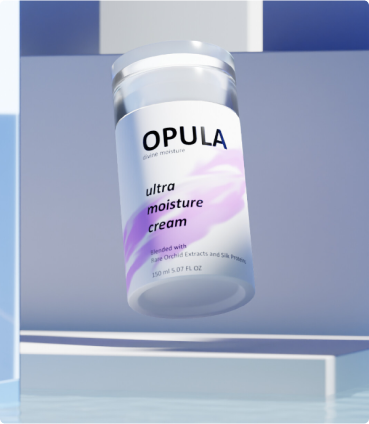 OPULA
divine moisture
ultra
moisture
cream
Blended with
Rare Orchid Extracts and Silk Proteins
150 ml 5.07 FL.OZ